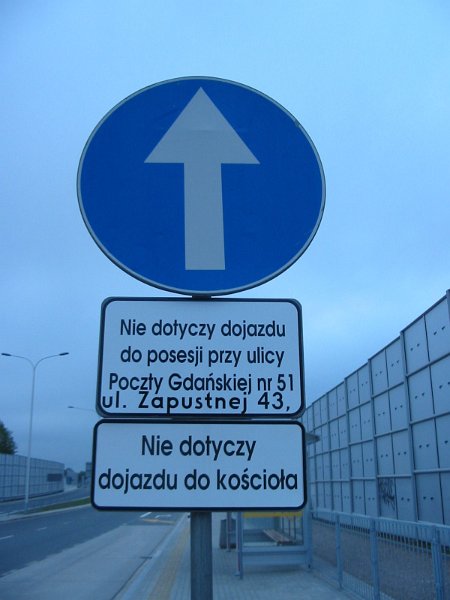 Nie dotyczy dojazdu
do posesji przy ulicy
Poczty Gdańskiej nr 51
ul. Zapustnej 43,
Nie dotyczy
dojazdu do kościoła